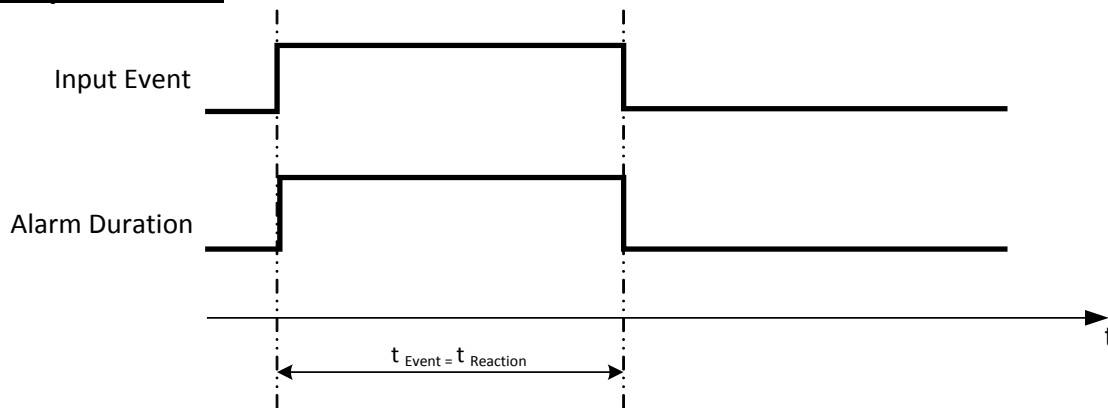 Input Event
Alarm Duration
t
t Event = t Reaction